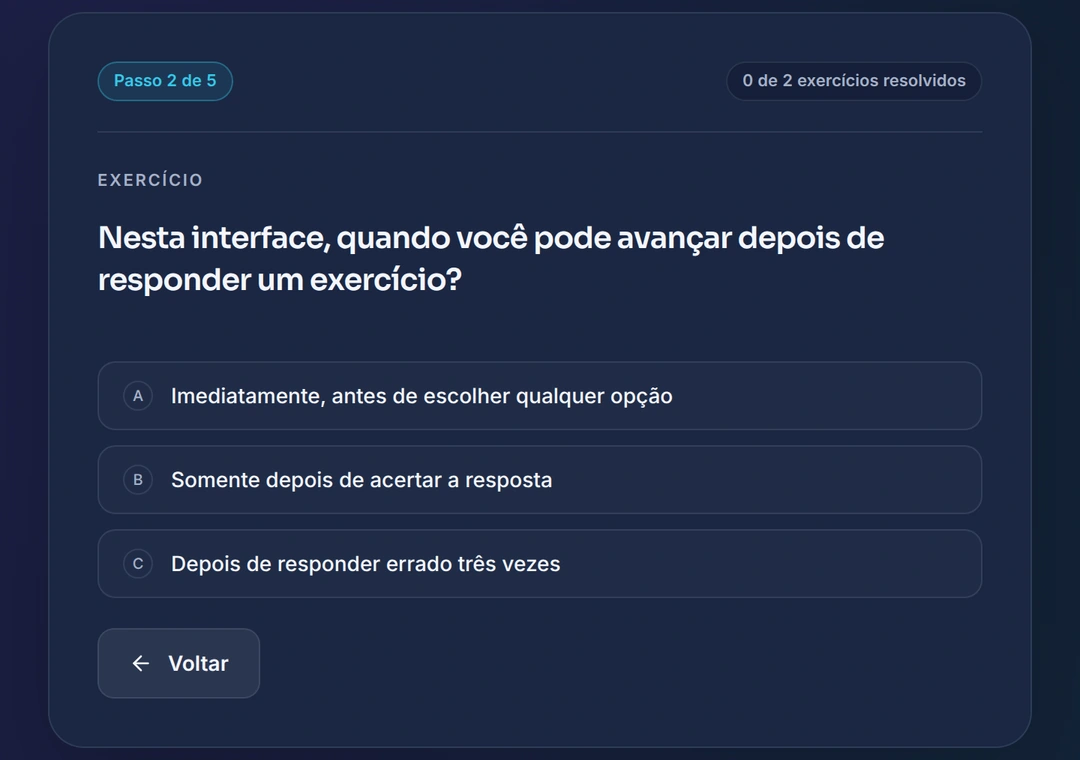 Passo 2 de 5
0 de 2 exercícios resolvidos
EXERCÍCIO
Nesta interface, quando você pode avançar depois de
responder um exercício?
A Imediatamente, antes de escolher qualquer opção
B Somente depois de acertar a resposta
C Depois de responder errado três vezes
← Voltar